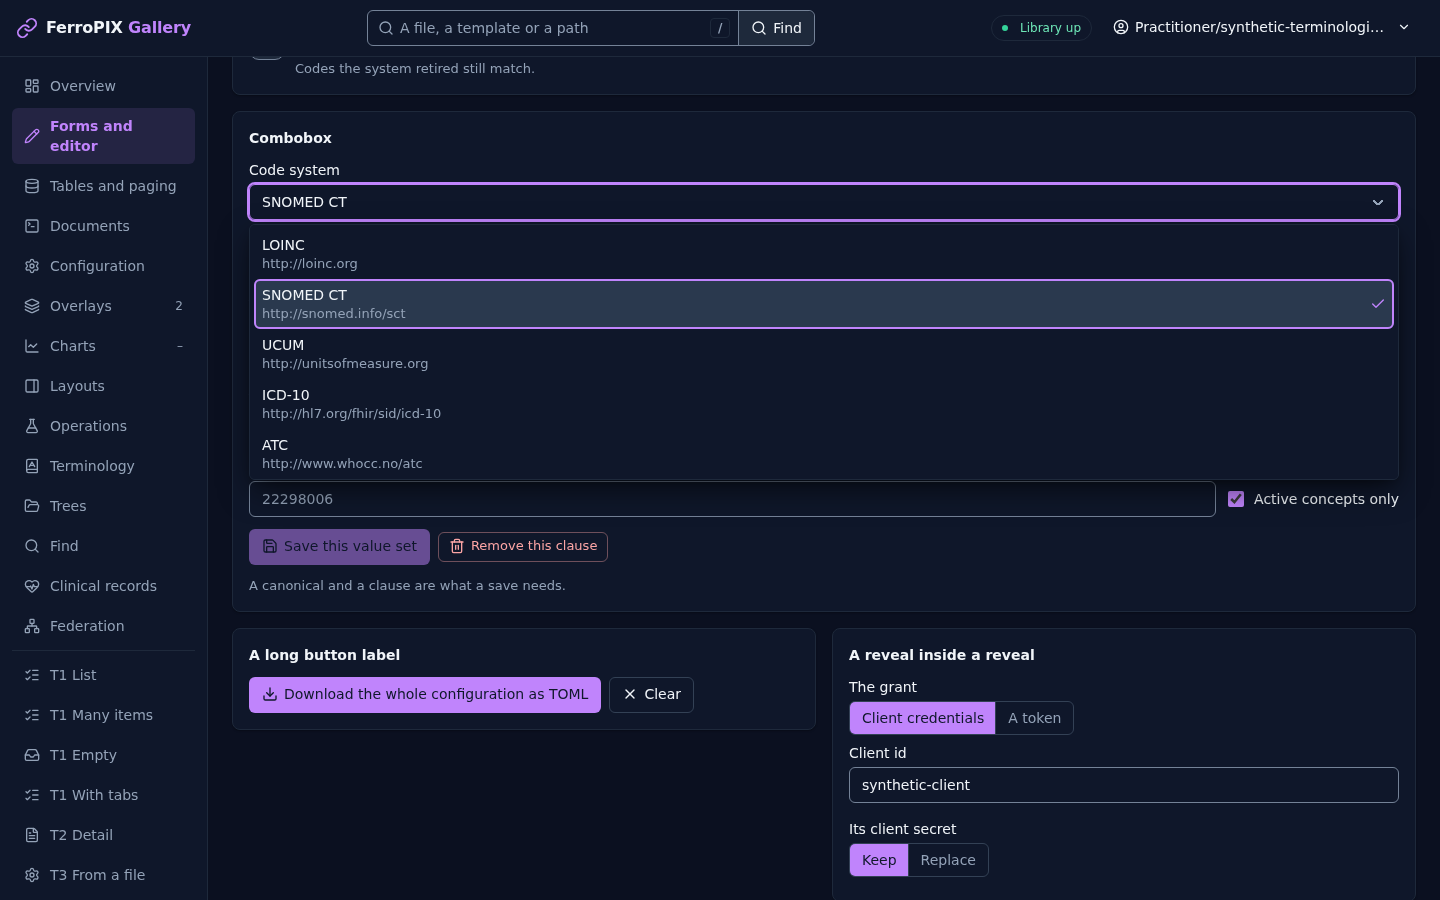 FerroPIX Gallery
A file, a template or a path
/
Find
Library up
Practitioner/synthetic-terminologi…
Overview
Forms and
editor
Tables and paging
Documents
Configuration
Overlays 2
Charts –
Layouts
Operations
Terminology
Trees
Find
Clinical records
Federation
T1 List
T1 Many items
T1 Empty
T1 With tabs
T2 Detail
T3 From a file
Codes the system retired still match.
Combobox
Code system
SNOMED CT
LOINC
http://loinc.org
SNOMED CT
http://snomed.info/sct
UCUM
http://unitsofmeasure.org
ICD-10
http://hl7.org/fhir/sid/icd-10
ATC
http://www.whocc.no/atc
22298006
Active concepts only
Save this value set
Remove this clause
A canonical and a clause are what a save needs.
A long button label
Download the whole configuration as TOML
Clear
A reveal inside a reveal
The grant
Client credentials
A token
Client id
synthetic-client
Its client secret
Keep
Replace